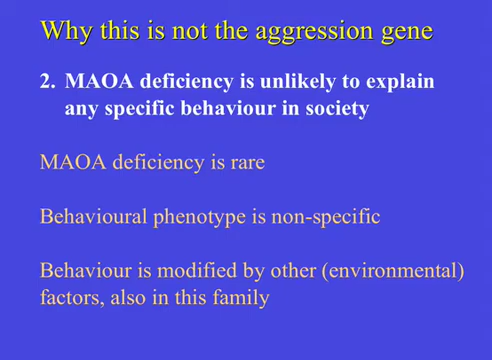 Why this is not the aggression gene
2. MAOA deficiency is unlikely to explain
any specific behaviour in society
MAOA deficiency is rare
Behavioural phenotype is non-specific
Behaviour is modified by other (environmental)
factors, also in this family